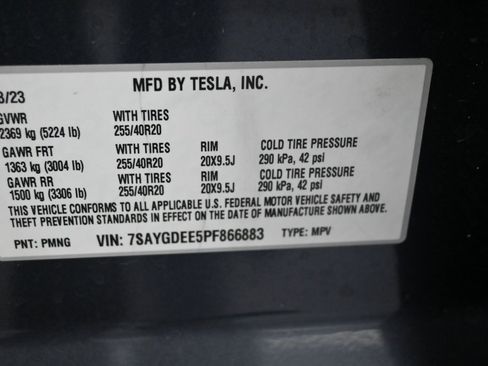 MFD BY TESLA, INC.
/23
GVWR WITH TIRES
2369 kg (5224 lb) 255/40R20
GAWR FRT WITH TIRES RIM COLD TIRE PRESSURE
1363 kg (3004 lb) 255/40R20 20X9.5J 290 kPa, 42 psi
GAWR RR WITH TIRES RIM COLD TIRE PRESSURE
1500 kg (3306 lb) 255/40R20 20X9.5J 290 kPa, 42 psi
THIS VEHICLE CONFORMS TO ALL APPLICABLE U.S. FEDERAL MOTOR VEHICLE SAFETY AND
THEFT PREVENTION STANDARDS IN EFFECT ON THE DATE OF MANUFACTURE SHOWN ABOVE.
PNT: PMNG VIN: 7SAYGDEE5PF866883 TYPE: MPV